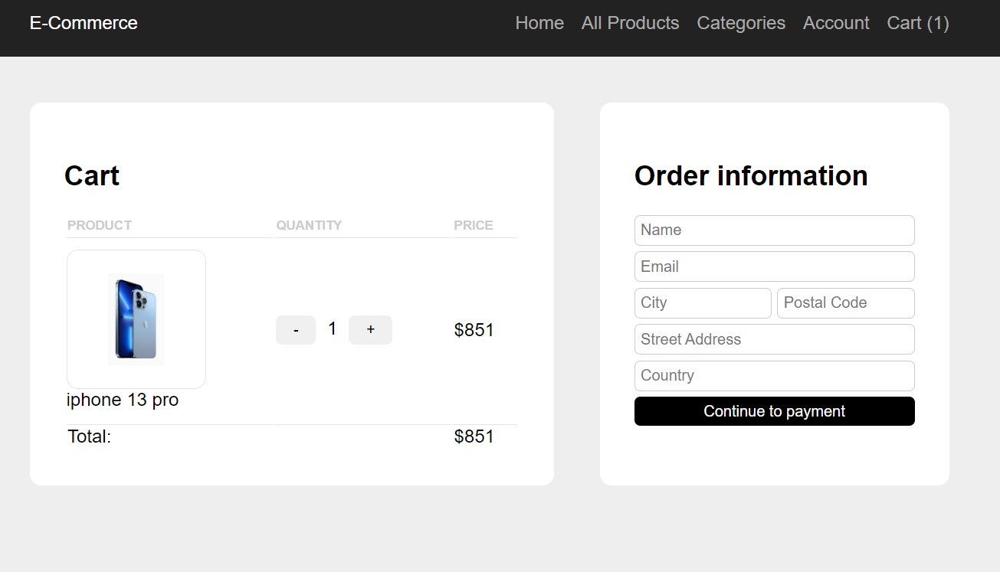 E-Commerce
Home All Products Categories Account Cart (1)
Cart
PRODUCT QUANTITY PRICE
- 1 + $851
iphone 13 pro
Total: $851
Order information
Name
Email
City Postal Code
Street Address
Country
Continue to payment